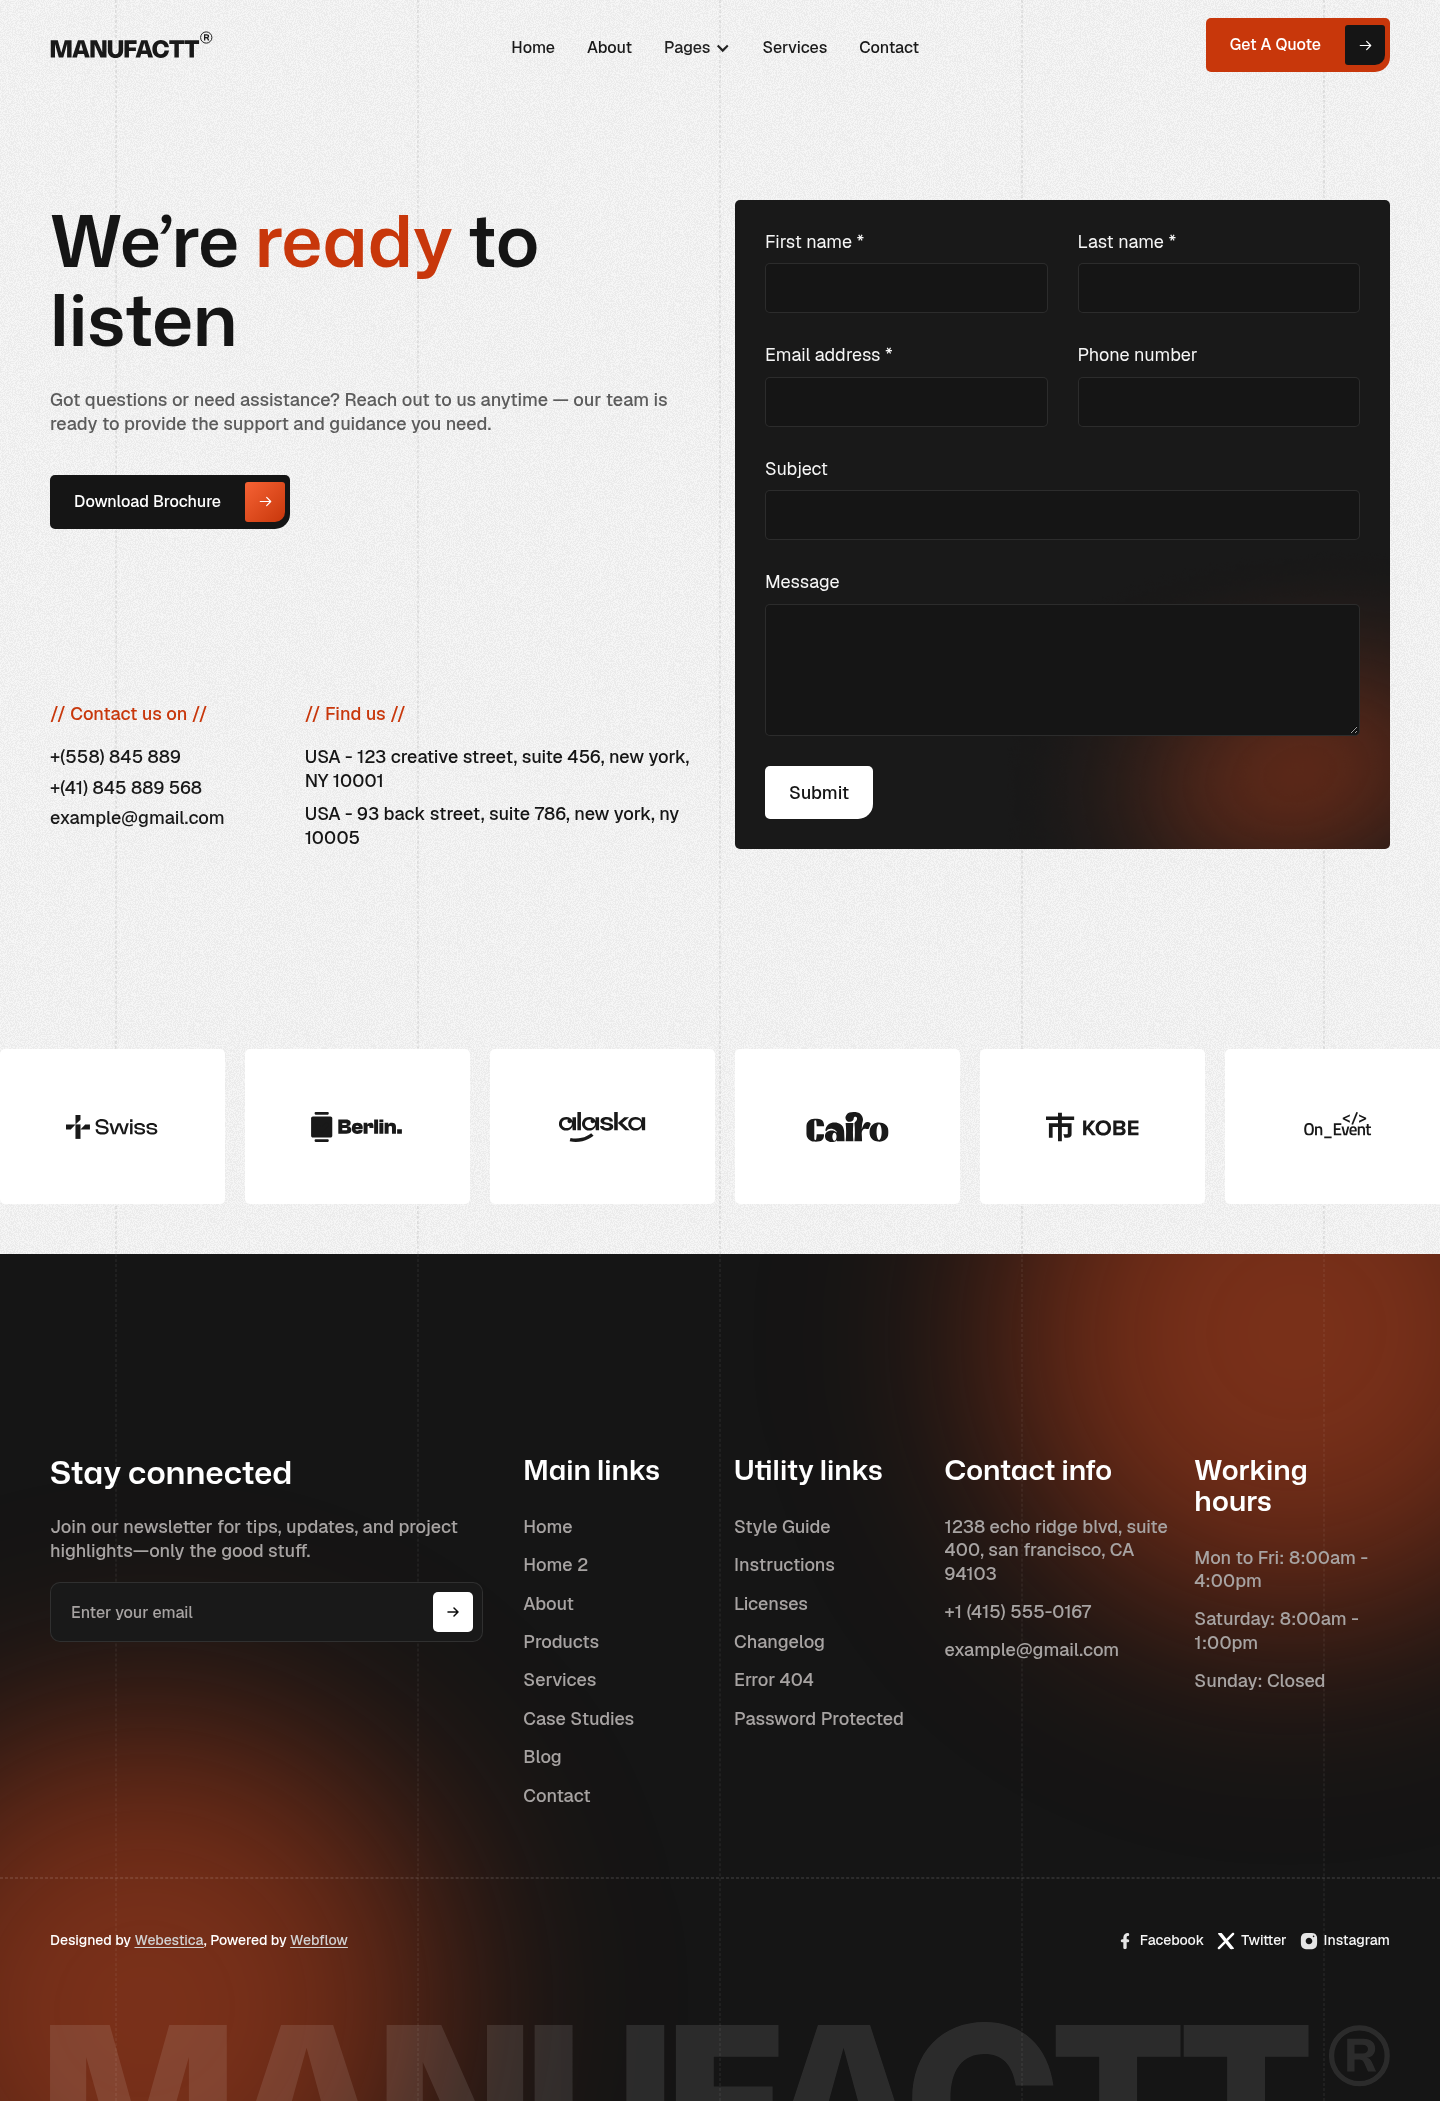 MANUFACTT®
Home
About
Pages
Services
Contact
Get A Quote
We’re ready to
listen
Got questions or need assistance? Reach out to us anytime — our team is
ready to provide the support and guidance you need.
Download Brochure
// Contact us on //
+(558) 845 889
+(41) 845 889 568
example@gmail.com
// Find us //
USA - 123 creative street, suite 456, new york,
NY 10001
USA - 93 back street, suite 786, new york, ny
10005
First name *
Last name *
Email address *
Phone number
Subject
Message
Submit
Swiss
Berlin.
alaska
cairo
市 KOBE
</>
On_Event
Stay connected
Join our newsletter for tips, updates, and project
highlights—only the good stuff.
Enter your email
Main links
Home
Home 2
About
Products
Services
Case Studies
Blog
Contact
Utility links
Style Guide
Instructions
Licenses
Changelog
Error 404
Password Protected
Contact info
1238 echo ridge blvd, suite
400, san francisco, CA
94103
+1 (415) 555-0167
example@gmail.com
Working
hours
Mon to Fri: 8:00am -
4:00pm
Saturday: 8:00am -
1:00pm
Sunday: Closed
Designed by Webestica, Powered by Webflow
Facebook
Twitter
Instagram
MANUFACTT®